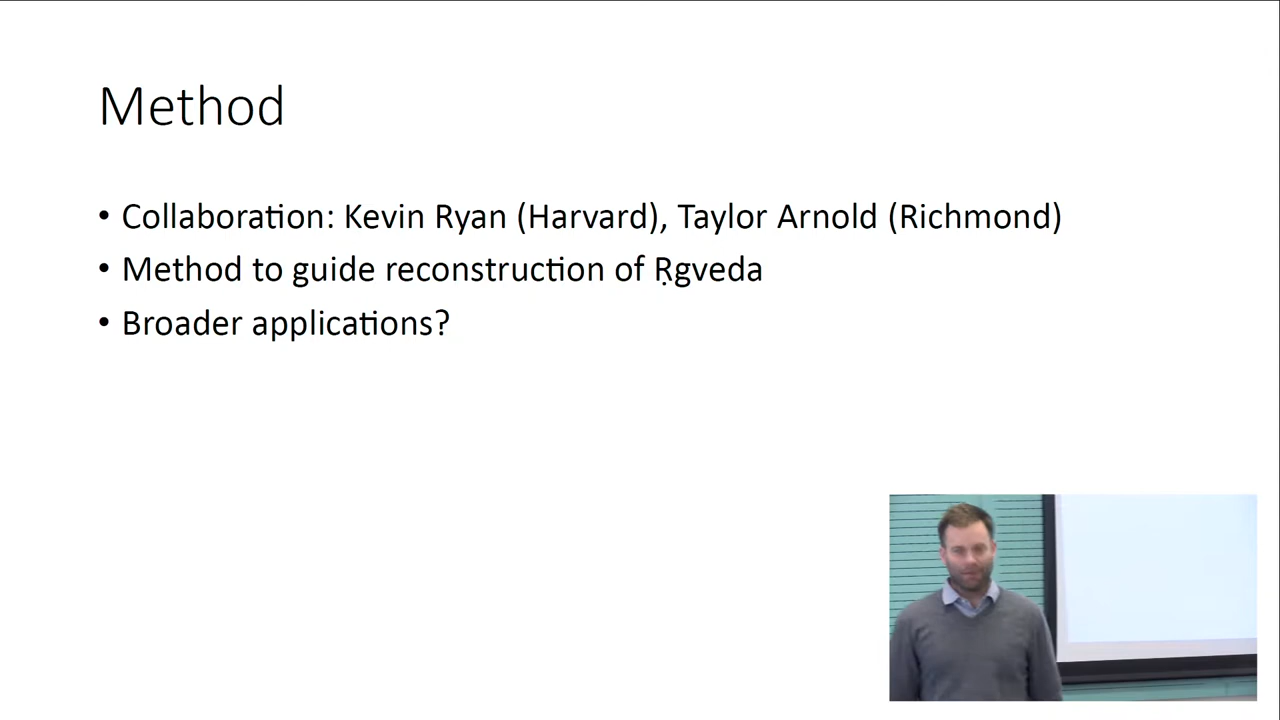 Method
• Collaboration: Kevin Ryan (Harvard), Taylor Arnold (Richmond)
• Method to guide reconstruction of Ṛgveda
• Broader applications?